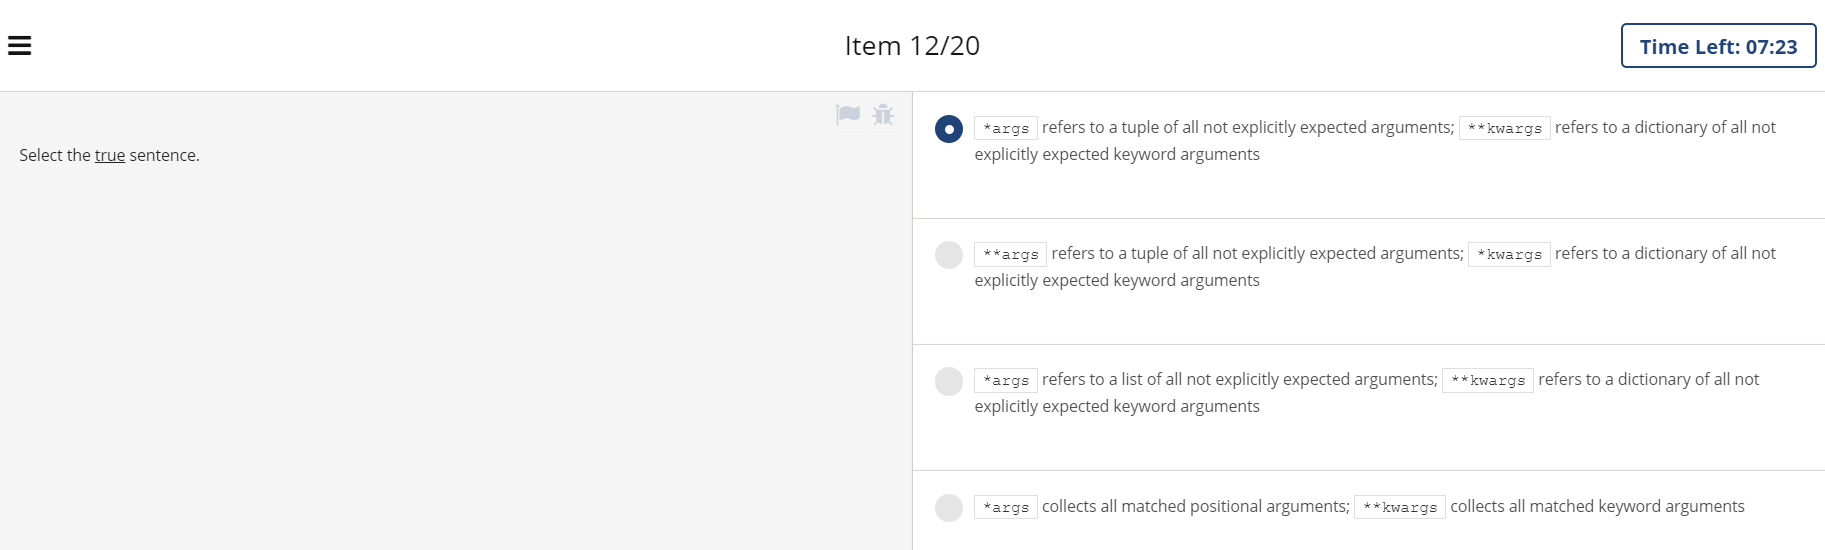 Item 12/20
Time Left: 07:23
Select the true sentence.
*args refers to a tuple of all not explicitly expected arguments; **kwargs refers to a dictionary of all not
explicitly expected keyword arguments
**args refers to a tuple of all not explicitly expected arguments; *kwargs refers to a dictionary of all not
explicitly expected keyword arguments
*args refers to a list of all not explicitly expected arguments; **kwargs refers to a dictionary of all not
explicitly expected keyword arguments
*args collects all matched positional arguments; **kwargs collects all matched keyword arguments